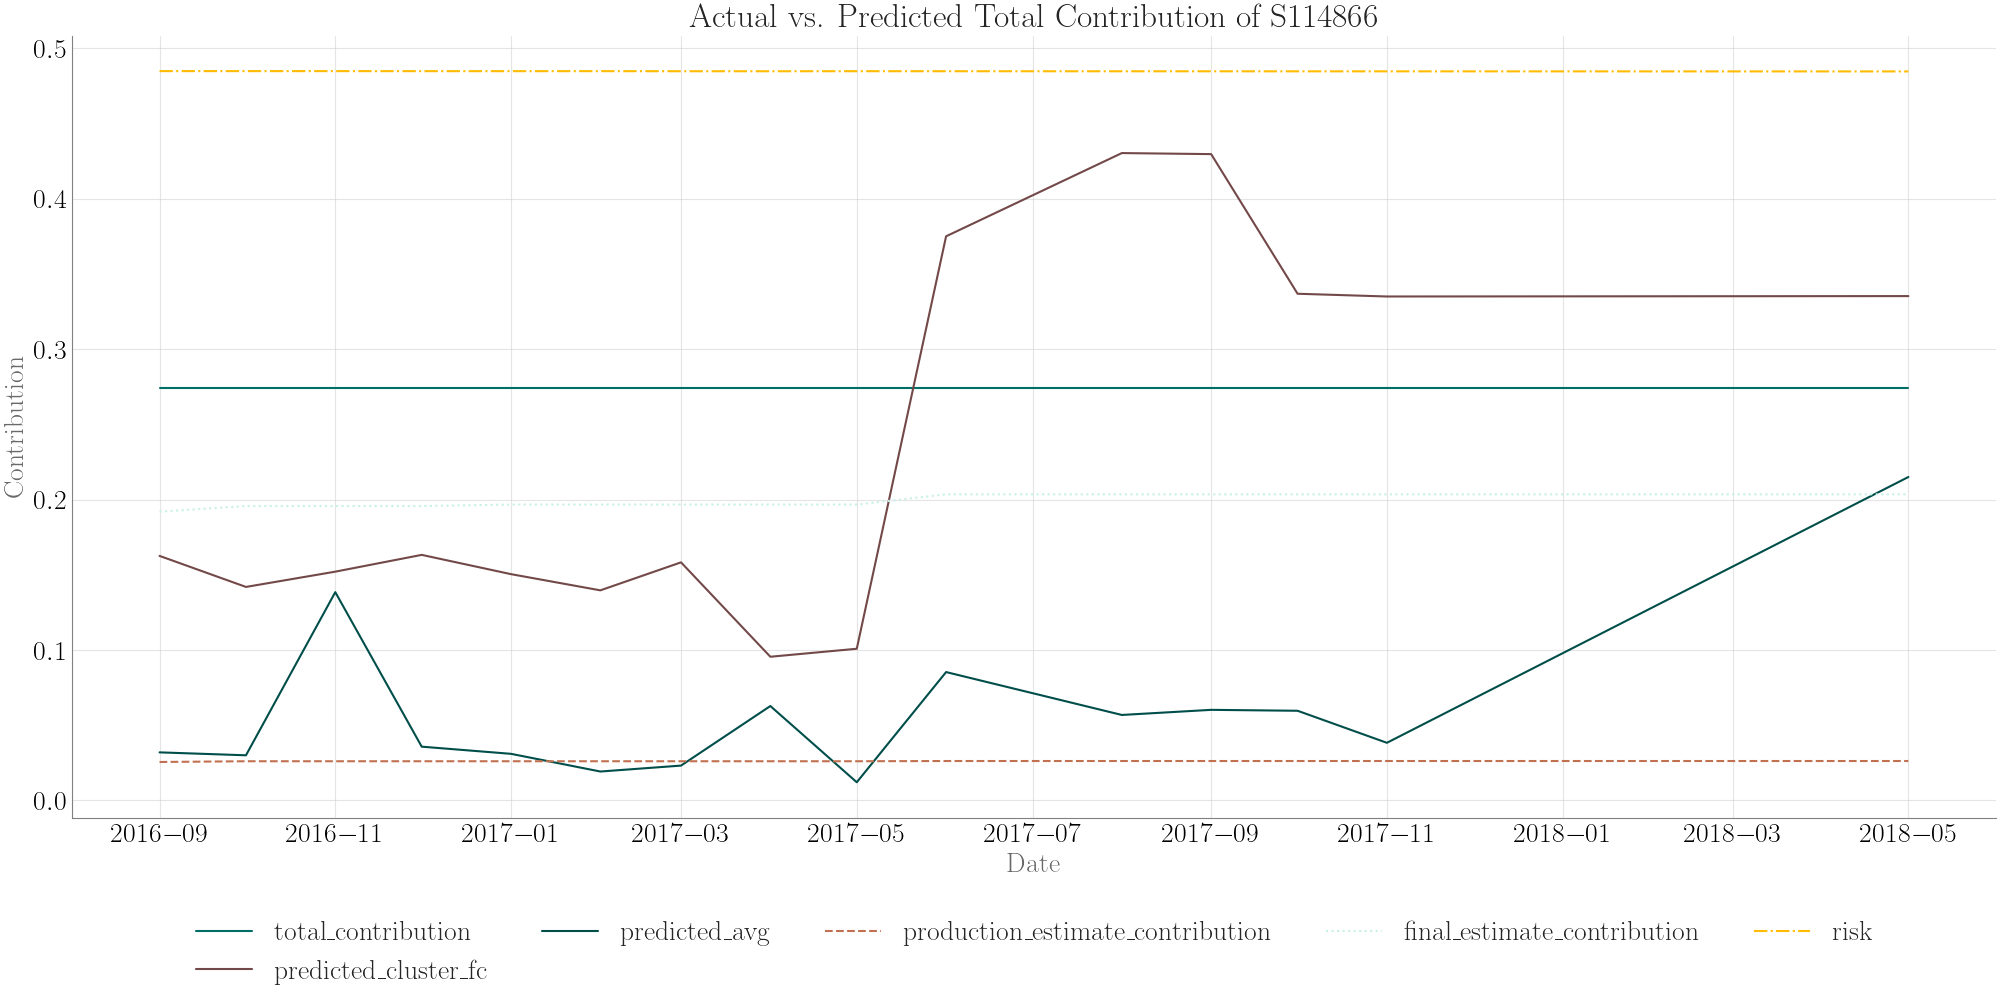 Actual vs. Predicted Total Contribution of S114866
0.5
0.4
0.3
0.2
0.1
0.0
Contribution
2016−09 2016−11 2017−01 2017−03 2017−05 2017−07 2017−09 2017−11 2018−01 2018−03 2018−05
Date
total_contribution predicted_avg production_estimate_contribution final_estimate_contribution risk
predicted_cluster_fc